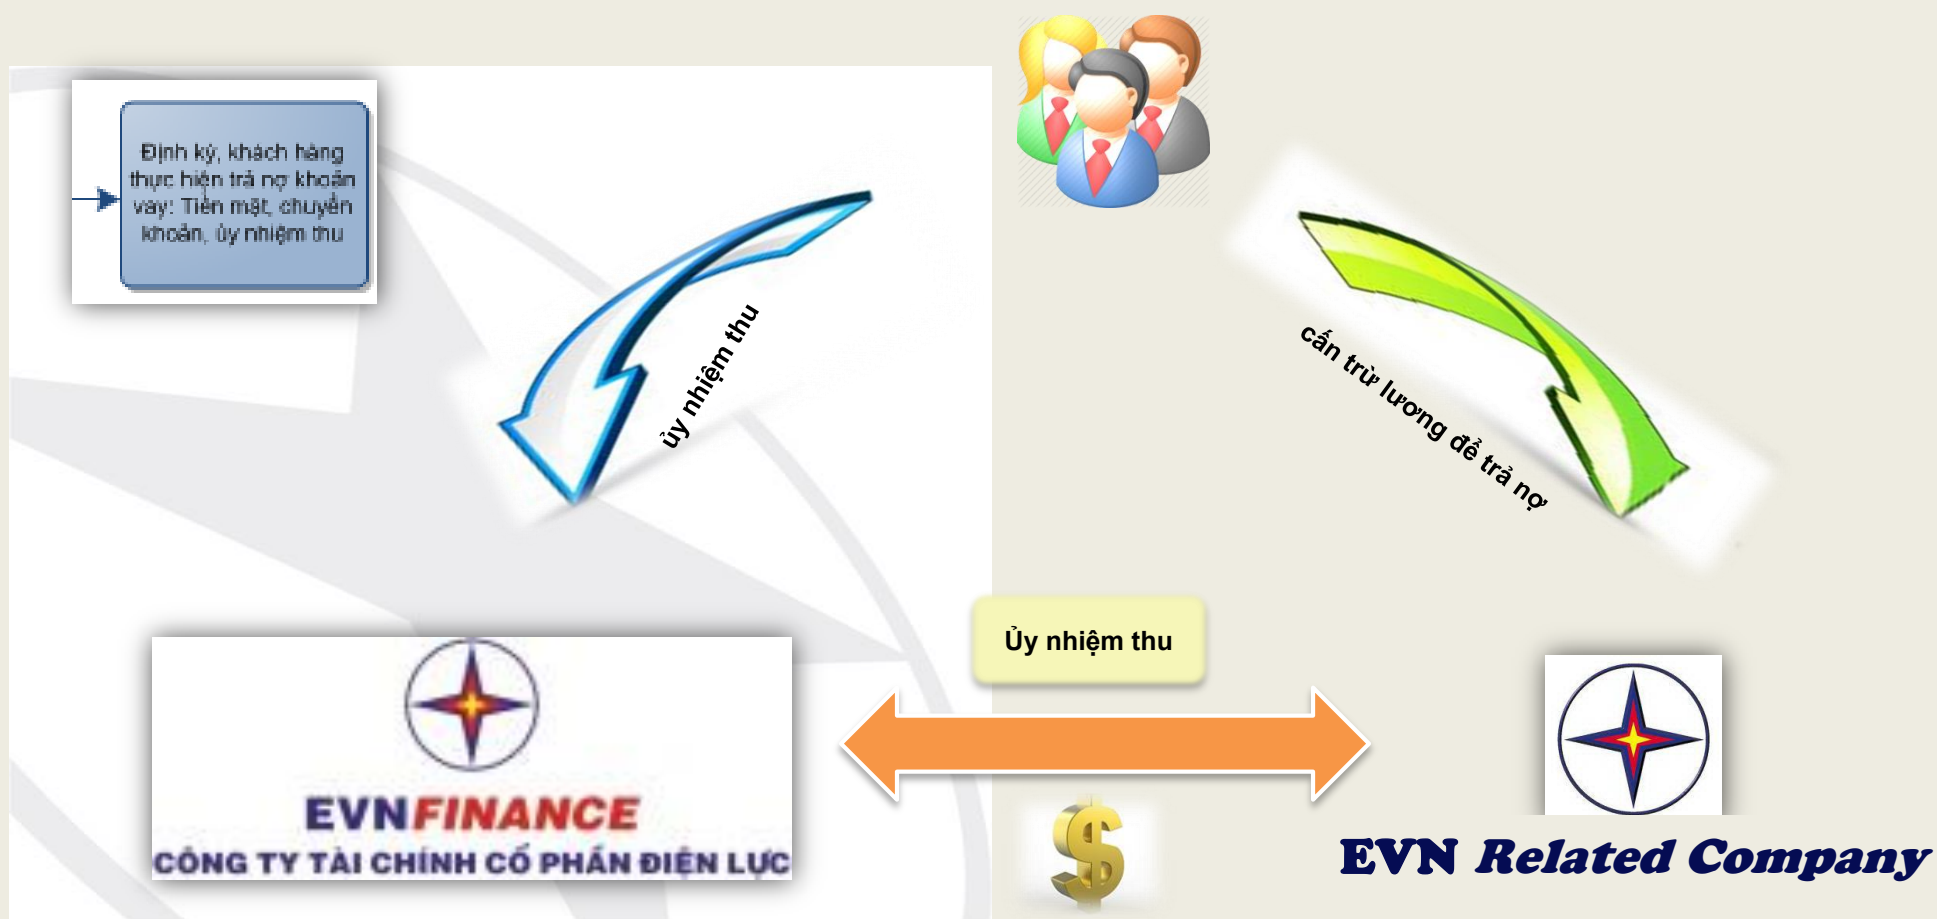 Định kỳ, khách hàng
thực hiện trả nợ khoản
vay: Tiền mặt, chuyển
khoản, ủy nhiệm thu
ủy nhiệm thu
cấn trừ lương để trả nợ
Ủy nhiệm thu
EVNFINANCE
CÔNG TY TÀI CHÍNH CỔ PHẦN ĐIỆN LỰC
EVN Related Company